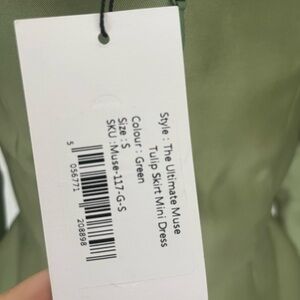 Style : The Ultimate Muse
Tulip Skirt Mini Dress
Colour : Green
Size : S
SKU :Muse-117-G-S
5 056771 208898